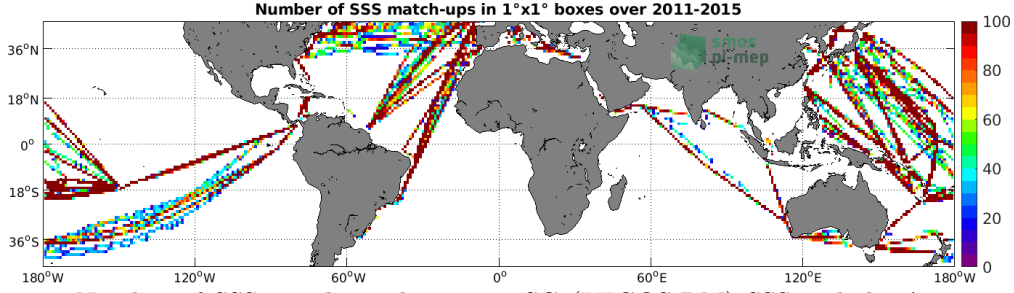 Number of SSS match-ups in 1°x1° boxes over 2011-2015
smos
pi-mep
36°N
18°N
0°
18°S
36°S
180°W 120°W 60°W 0° 60°E 120°E 180°W
100
80
60
40
20
0